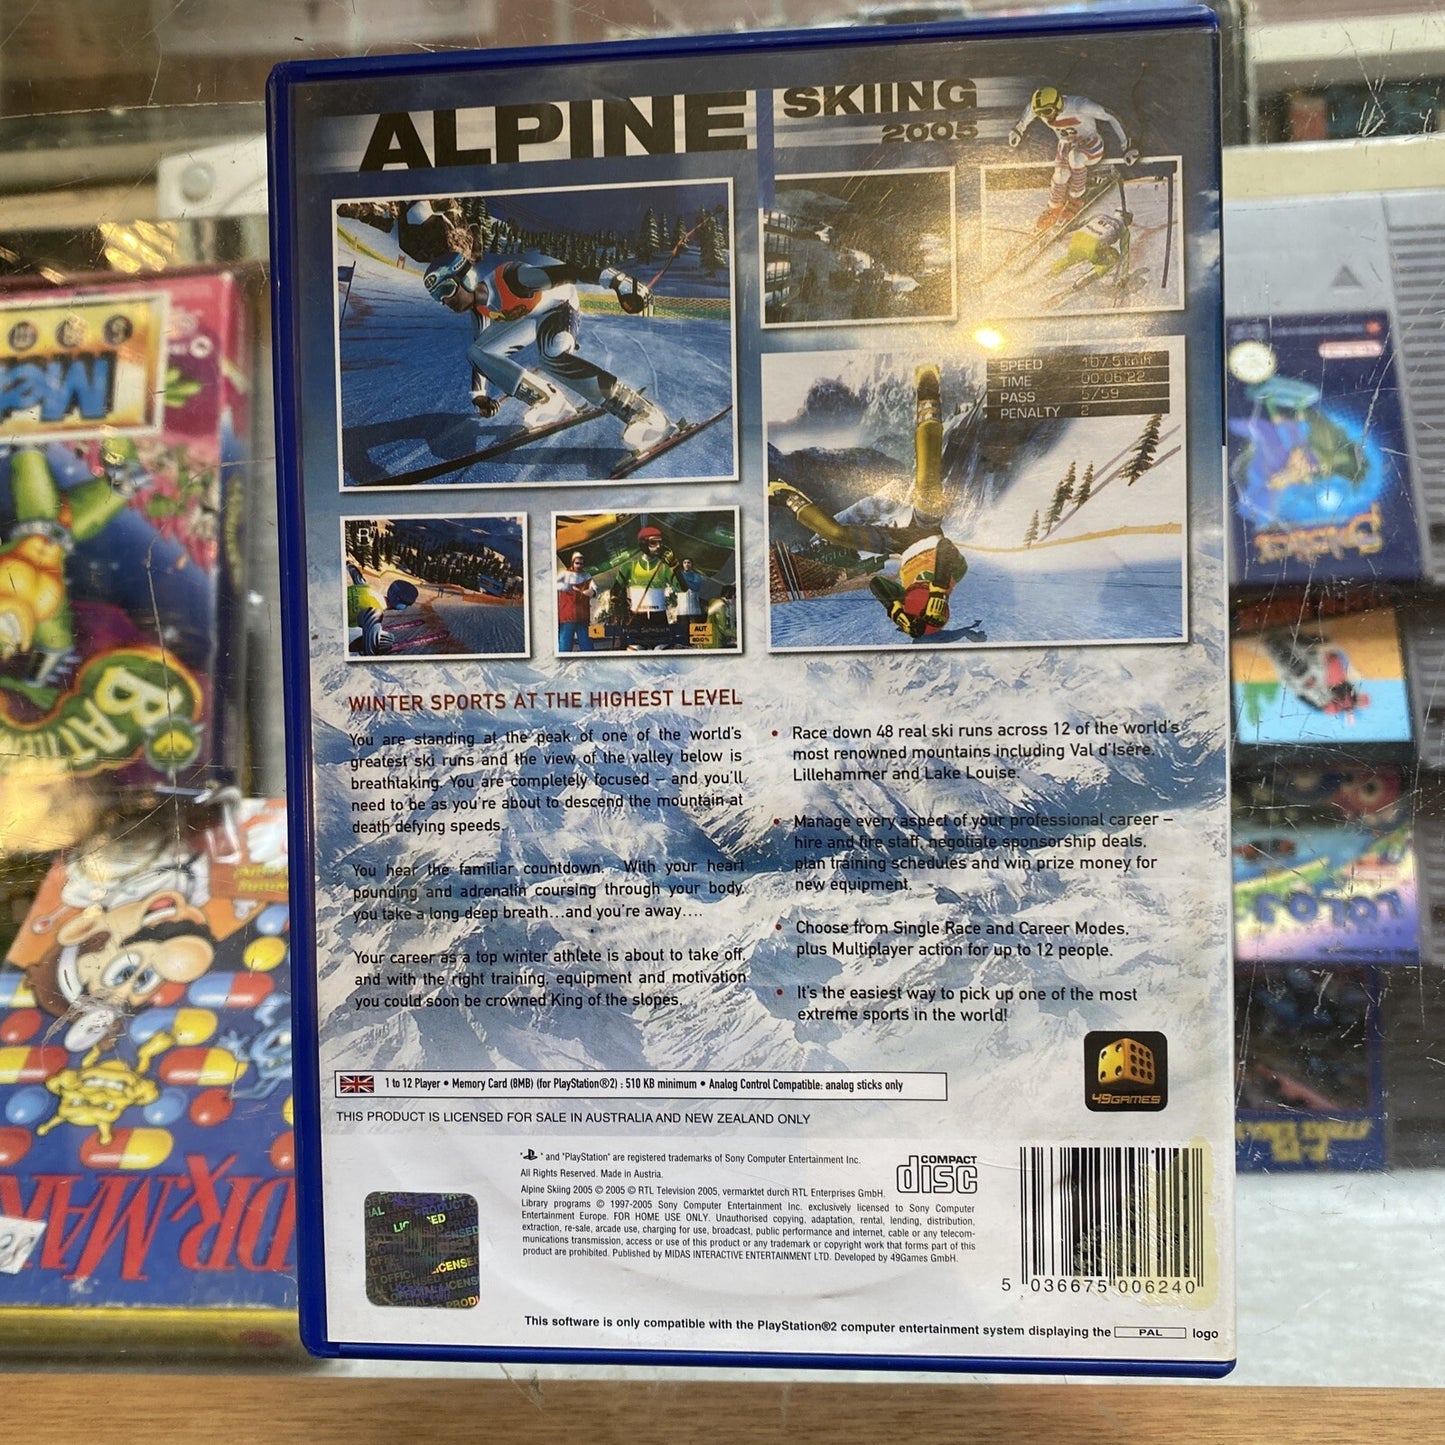 ALPINE SKIING
2005
SPEED 107.5 km/h
TIME 00:06:22
PASS 5/59
PENALTY 2
R
1.
AUT
WINTER SPORTS AT THE HIGHEST LEVEL
You are standing at the peak of one of the world's
greatest ski runs and the view of the valley below is
breathtaking. You are completely focused – and you'll
need to be as you're about to descend the mountain at
death defying speeds.
You hear the familiar countdown... With your heart
pounding and adrenalin coursing through your body,
you take a long deep breath...and you're away....
Your career as a top winter athlete is about to take off,
and with the right training, equipment and motivation
you could soon be crowned King of the slopes.
• Race down 48 real ski runs across 12 of the world's
most renowned mountains including Val d'Isére,
Lillehammer and Lake Louise.
• Manage every aspect of your professional career –
hire and fire staff, negotiate sponsorship deals,
plan training schedules and win prize money for
new equipment.
• Choose from Single Race and Career Modes,
plus Multiplayer action for up to 12 people.
• It's the easiest way to pick up one of the most
extreme sports in the world!
49GAMES
1 to 12 Player • Memory Card (8MB) (for PlayStation®2) : 510 KB minimum • Analog Control Compatible: analog sticks only
THIS PRODUCT IS LICENSED FOR SALE IN AUSTRALIA AND NEW ZEALAND ONLY
" " and "PlayStation" are registered trademarks of Sony Computer Entertainment Inc.
All Rights Reserved. Made in Austria.
COMPACT
disc
Alpine Skiing 2005 © 2005 ® RTL Television 2005, vermarktet durch RTL Enterprises GmbH.
Library programs © 1997-2005 Sony Computer Entertainment Inc. exclusively licensed to Sony Computer
Entertainment Europe. FOR HOME USE ONLY. Unauthorised copying, adaptation, rental, lending, distribution,
extraction, re-sale, arcade use, charging for use, broadcast, public performance and internet, cable or any telecom-
munications transmission, access or use of this product or any trademark or copyright work that forms part of this
product are prohibited. Published by MIDAS INTERACTIVE ENTERTAINMENT LTD. Developed by 49Games GmbH.
5 036675 006240
This software is only compatible with the PlayStation®2 computer entertainment system displaying the PAL logo
DR. MAR